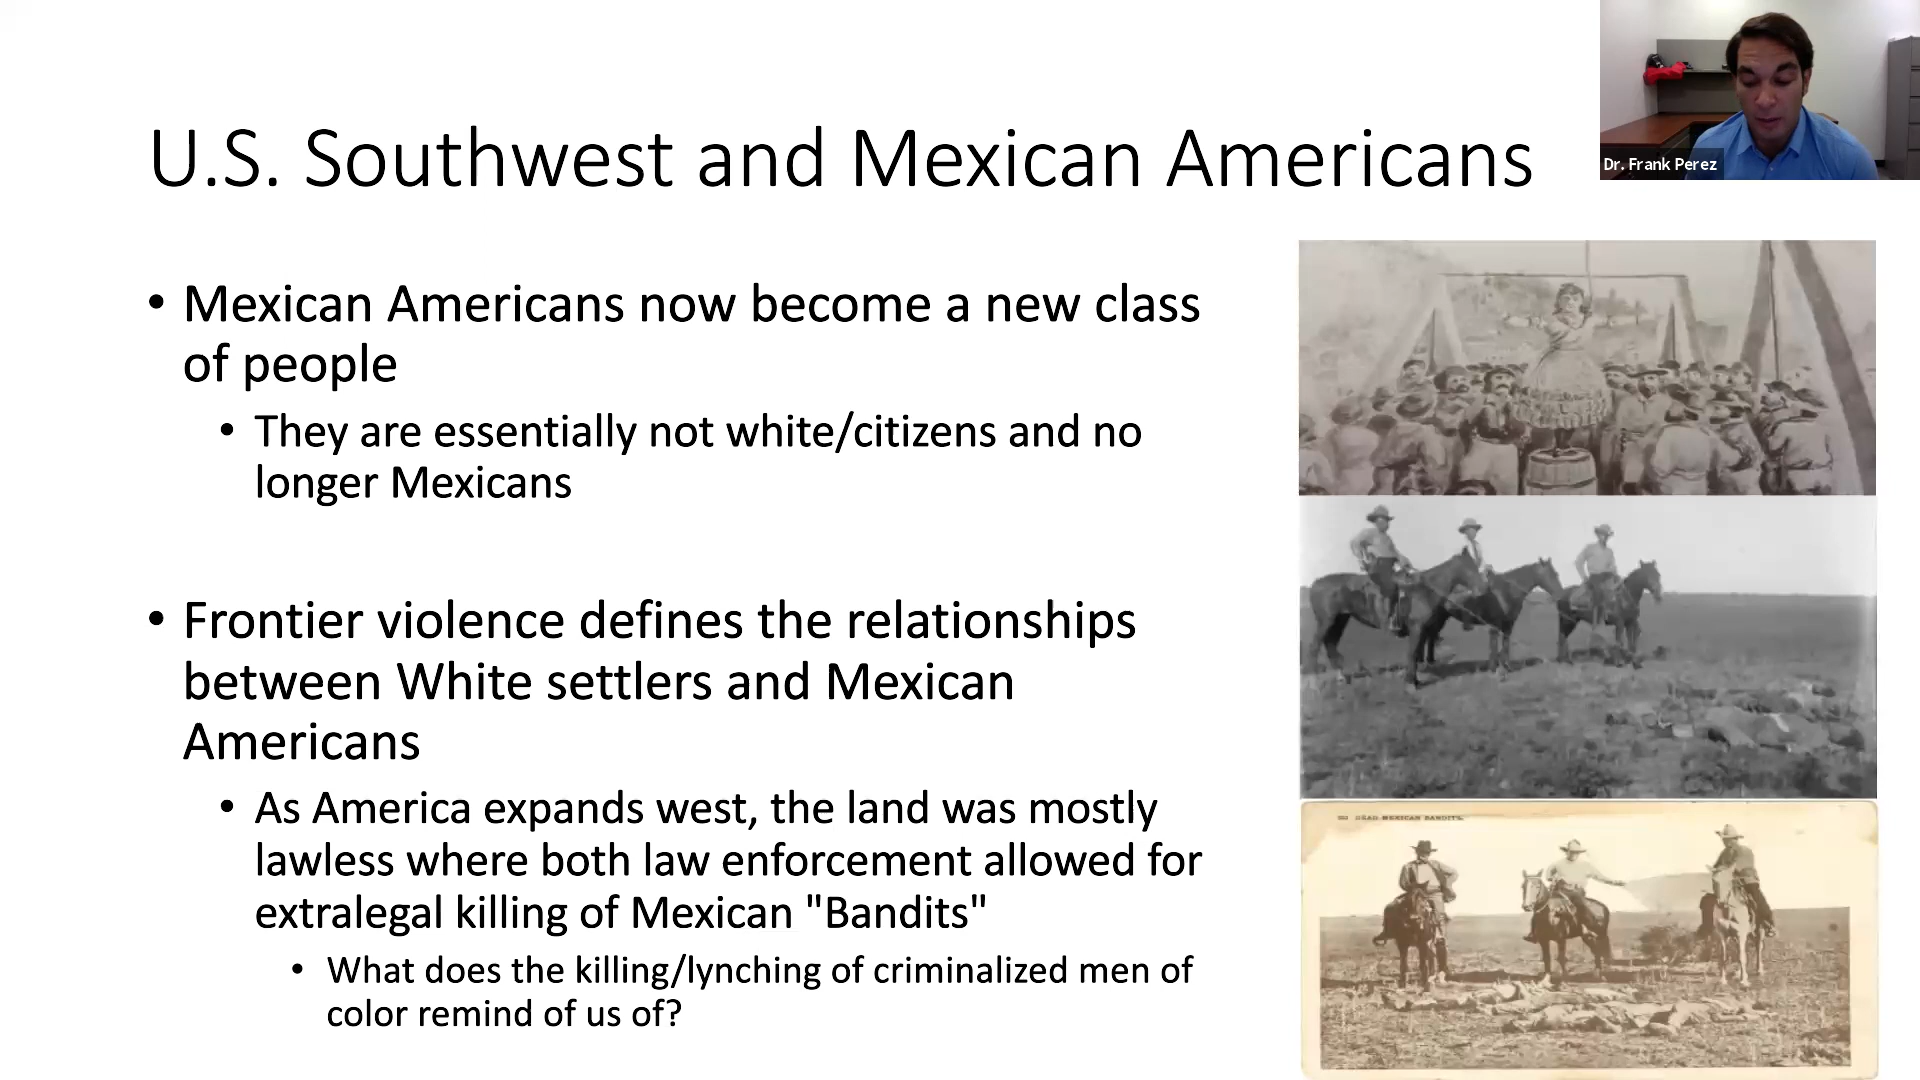 U.S. Southwest and Mexican Americans
Dr. Frank Perez
• Mexican Americans now become a new class
of people
• They are essentially not white/citizens and no
longer Mexicans
• Frontier violence defines the relationships
between White settlers and Mexican
Americans
• As America expands west, the land was mostly
lawless where both law enforcement allowed for
extralegal killing of Mexican "Bandits"
• What does the killing/lynching of criminalized men of
color remind of us of?
DEAD MEXICAN BANDITS.